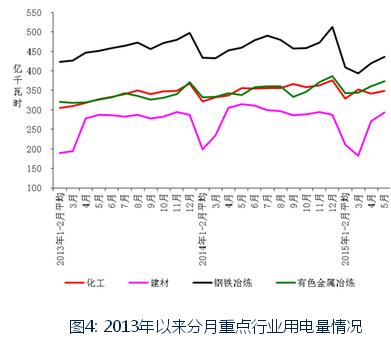 550
500
450
400
350
300
250
200
150
100
亿千瓦时
2013年1-2月平均
3月
4月
5月
6月
7月
8月
9月
10月
11月
12月
2014年1-2月平均
3月
4月
5月
6月
7月
8月
9月
10月
11月
12月
2015年1-2月平均
3月
4月
5月
化工 建材 钢铁冶炼 有色金属冶炼
图4: 2013年以来分月重点行业用电量情况